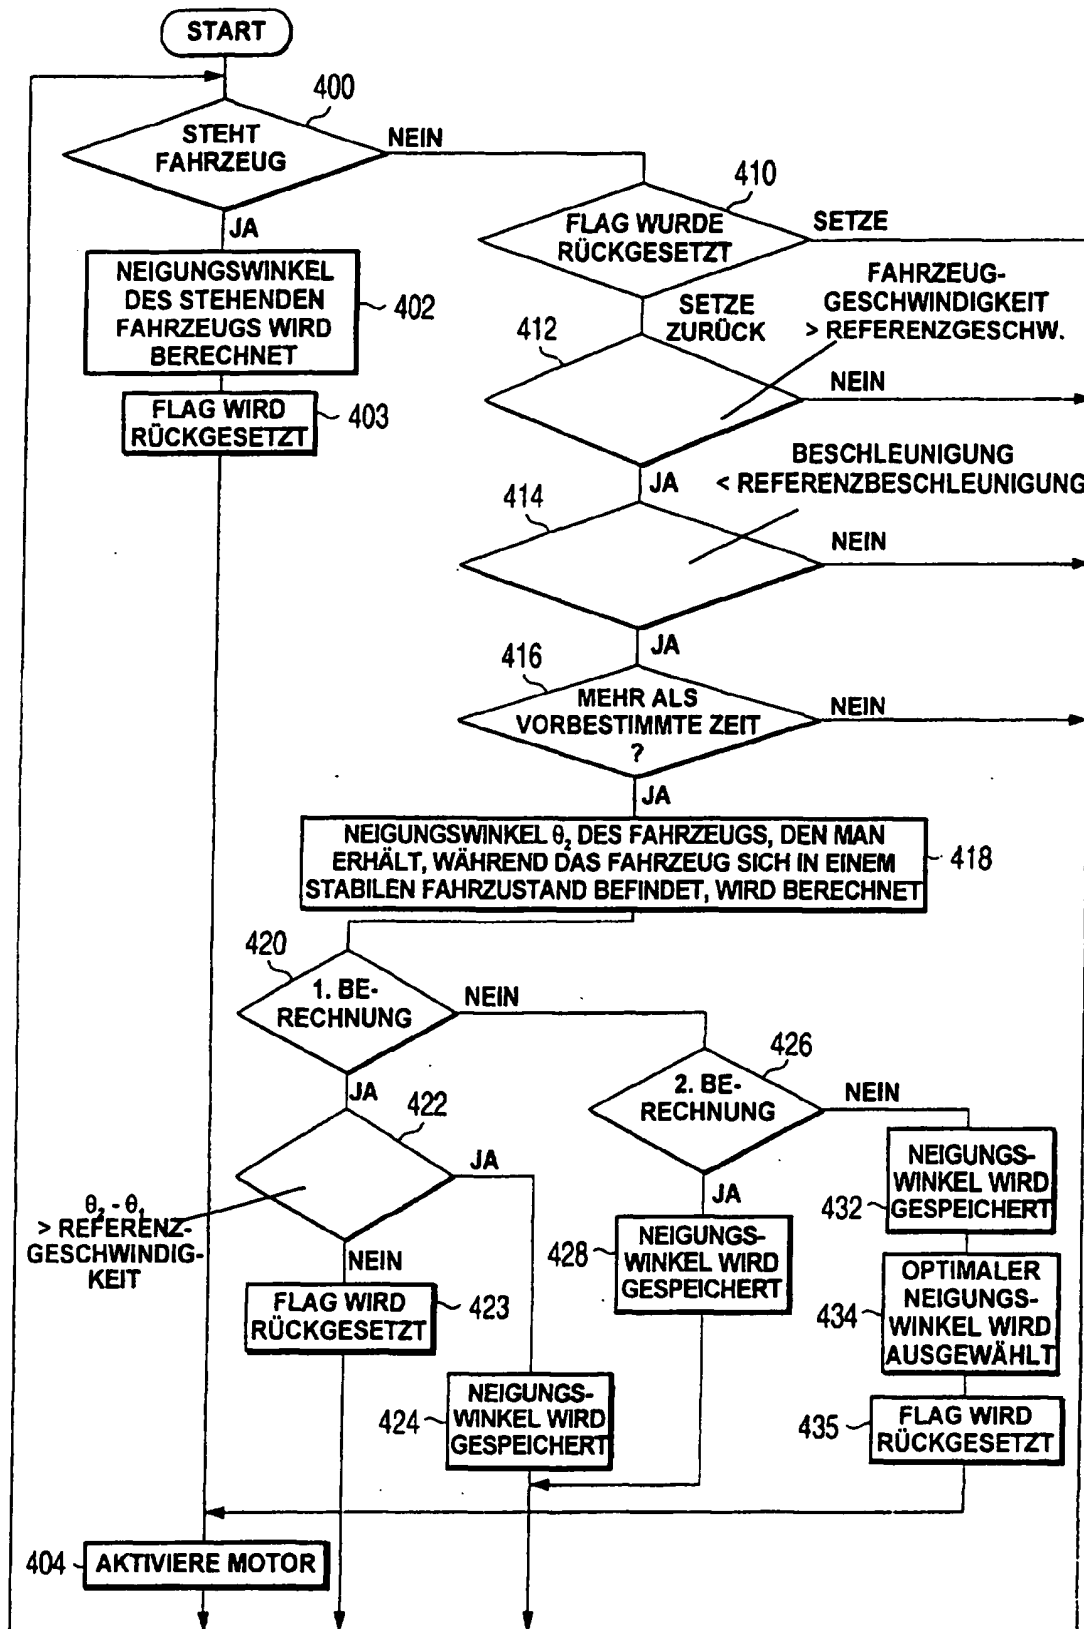 START
400
STEHT
FAHRZEUG
NEIN
JA
410
FLAG WURDE
RÜCKGESETZT
SETZE
NEIGUNGSWINKEL
DES STEHENDEN
FAHRZEUGS WIRD
BERECHNET
402
SETZE
ZURÜCK
FAHRZEUG-
GESCHWINDIGKEIT
> REFERENZGESCHW.
412
NEIN
FLAG WIRD
RÜCKGESETZT
403
JA
BESCHLEUNIGUNG
< REFERENZBESCHLEUNIGUNG
414
NEIN
JA
416
MEHR ALS
VORBESTIMMTE ZEIT
?
NEIN
JA
NEIGUNGSWINKEL θ₂ DES FAHRZEUGS, DEN MAN
ERHÄLT, WÄHREND DAS FAHRZEUG SICH IN EINEM
STABILEN FAHRZUSTAND BEFINDET, WIRD BERECHNET
418
420
1. BE-
RECHNUNG
NEIN
JA
426
2. BE-
RECHNUNG
NEIN
JA
422
JA
θ₂ - θ₁
> REFERENZ-
GESCHWINDIG-
KEIT
NEIN
NEIGUNGS-
WINKEL WIRD
GESPEICHERT
432
NEIGUNGS-
WINKEL WIRD
GESPEICHERT
428
FLAG WIRD
RÜCKGESETZT
423
OPTIMALER
NEIGUNGS-
WINKEL WIRD
AUSGEWÄHLT
434
NEIGUNGS-
WINKEL WIRD
GESPEICHERT
424
FLAG WIRD
RÜCKGESETZT
435
404
AKTIVIERE MOTOR